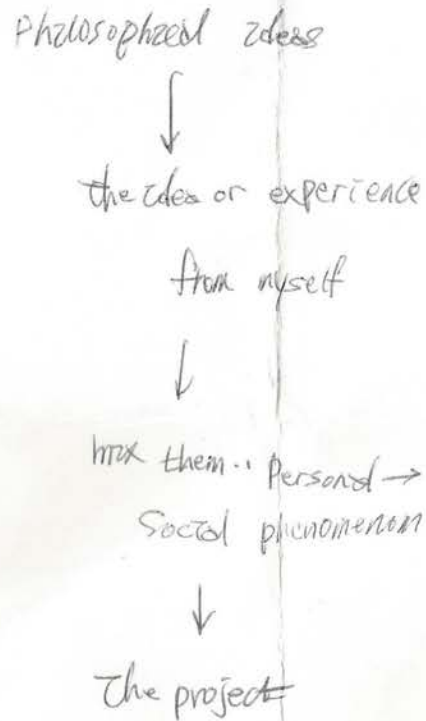 Philosophical ideas
↓
the idea or experience
from myself
↓
mix them.. Personal →
Social phenomenon
↓
The project